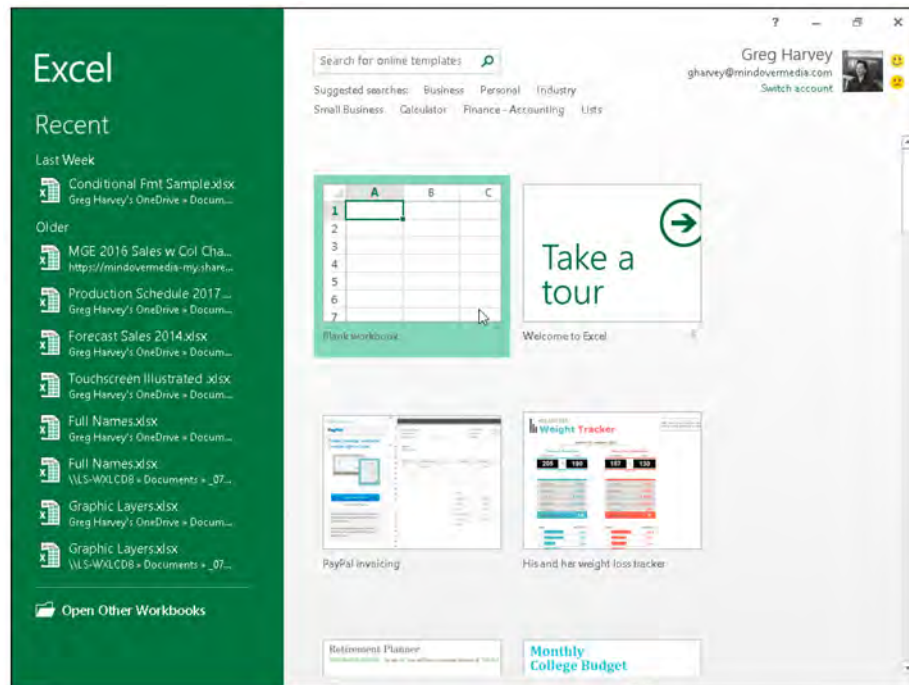 ?
Excel
Recent
Last Week
Conditional Fmt Sample.xlsx
Greg Harvey's OneDrive » Docum...
Older
MGE 2016 Sales w Col Cha...
https://mindovermedia-my.share...
Production Schedule 2017...
Greg Harvey's OneDrive » Docum...
Forecast Sales 2014.xlsx
Greg Harvey's OneDrive » Docum...
Touchscreen Illustrated .xlsx
Greg Harvey's OneDrive » Docum...
Full Names.xlsx
Greg Harvey's OneDrive » Docum...
Full Names.xlsx
\\LS-WXLCD8 » Documents » _07...
Graphic Layers.xlsx
Greg Harvey's OneDrive » Docum...
Graphic Layers.xlsx
\\LS-WXLCD8 » Documents » _07...
Open Other Workbooks
Search for online templates
Suggested searches: Business Personal Industry
Small Business Calculator Finance - Accounting Lists
Greg Harvey
gharvey@mindovermedia.com
Switch account
A B C
1
2
3
4
5
6
7
Blank workbook
Take a
tour
Welcome to Excel
PayPal invoicing
Weight Tracker
His and her weight loss tracker
Retirement Planner
Monthly
College Budget